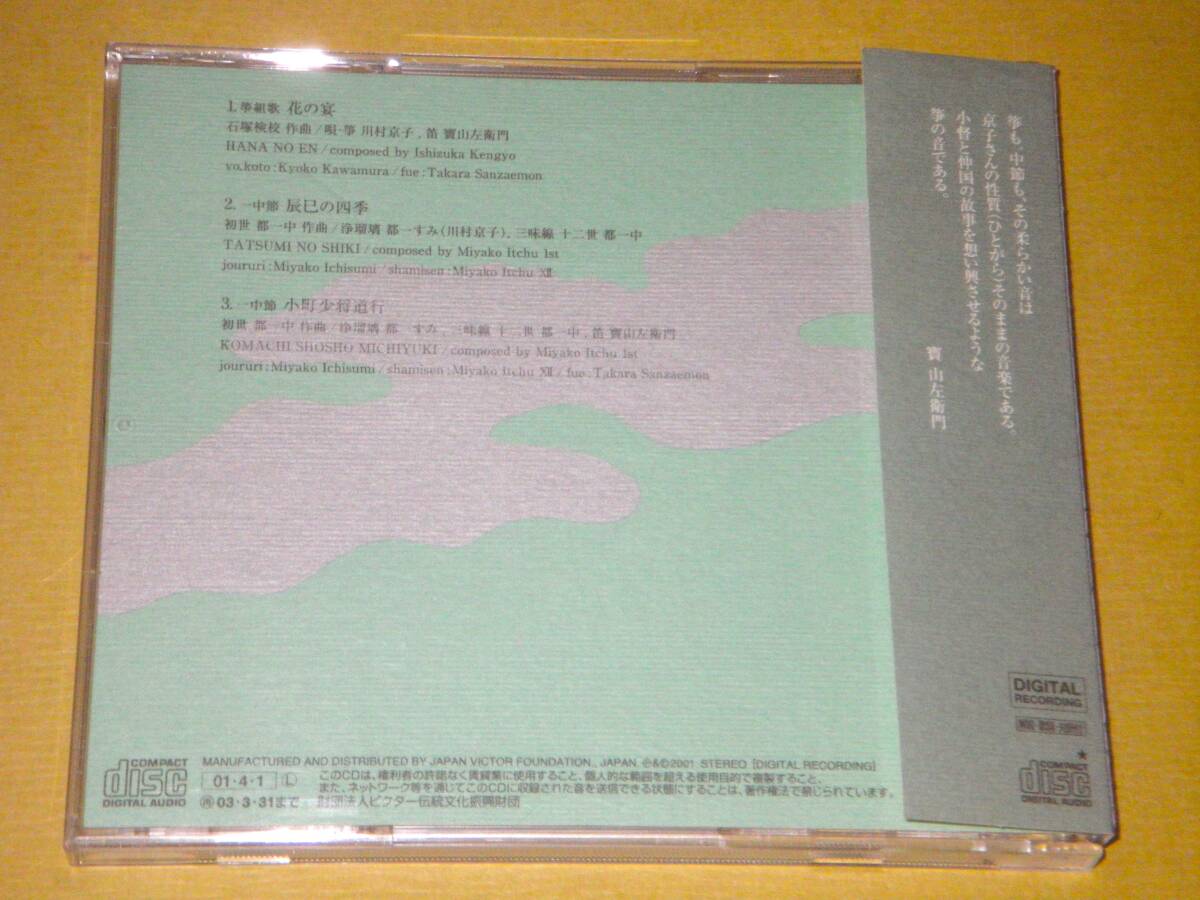 1. 箏組歌 花の宴
石塚検校 作曲/唄・箏 川村京子、笛 寶山左衛門
HANA NO EN/composed by Ishizuka Kengyo
vo.koto:Kyoko Kawamura/fue:Takara Sanzaemon
2. 一中節 辰巳の四季
初世 都一中 作曲/浄瑠璃 都一すみ(川村京子)、三味線 十二世 都一中
TATSUMI NO SHIKI/composed by Miyako Itchu 1st
joururi:Miyako Ichisumi/shamisen:Miyako Itchu XII
3. 一中節 小町少将道行
初世 都一中 作曲/浄瑠璃 都一すみ、三味線 十二世 都一中、笛 寶山左衛門
KOMACHI SHOSHO MICHIYUKI/composed by Miyako Itchu 1st
joururi:Miyako Ichisumi/shamisen:Miyako Itchu XII/fue:Takara Sanzaemon
箏も、中節も、その柔らかい音は
京子さんの性質(ひとがら)そのままの音楽である。
小督と仲国の故事を想い興させるような
箏の音である。
寶 山左衛門
DIGITAL
RECORDING
COMPACT
disc
DIGITAL AUDIO
COMPACT
disc
DIGITAL AUDIO
MANUFACTURED AND DISTRIBUTED BY JAPAN VICTOR FOUNDATION., JAPAN. ℗&©2001 STEREO [DIGITAL RECORDING]
01・4・1 Ⓛ
このCDは、権利者の許諾なく賃貸業に使用すること、個人的な範囲を超える使用目的で複製すること、
また、ネットワーク等を通じてこのCDに収録された音を送信できる状態にすることは、著作権法で禁じられています。
㋞03・3・31まで 財団法人ビクター伝統文化振興財団